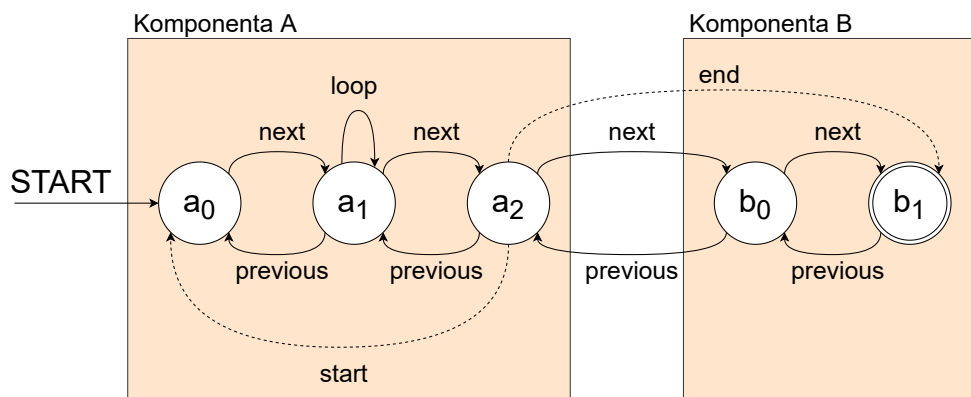 Komponenta A
Komponenta B
loop
end
next
next
next
next
START
a0
a1
a2
b0
b1
previous
previous
previous
previous
start